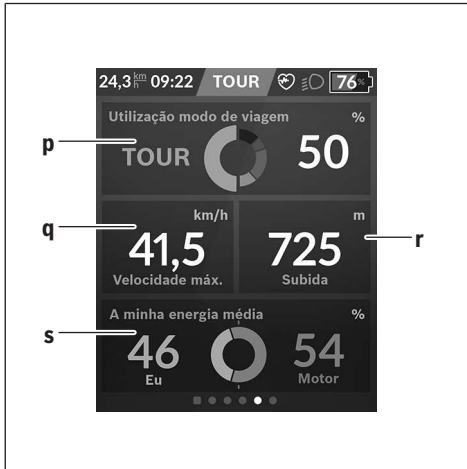 24,3 km/h 09:22 TOUR 76%
Utilização modo de viagem %
p
TOUR 50
q
km/h
41,5
Velocidade máx.
m
725
Subida
r
A minha energia média %
s
46
Eu
54
Motor